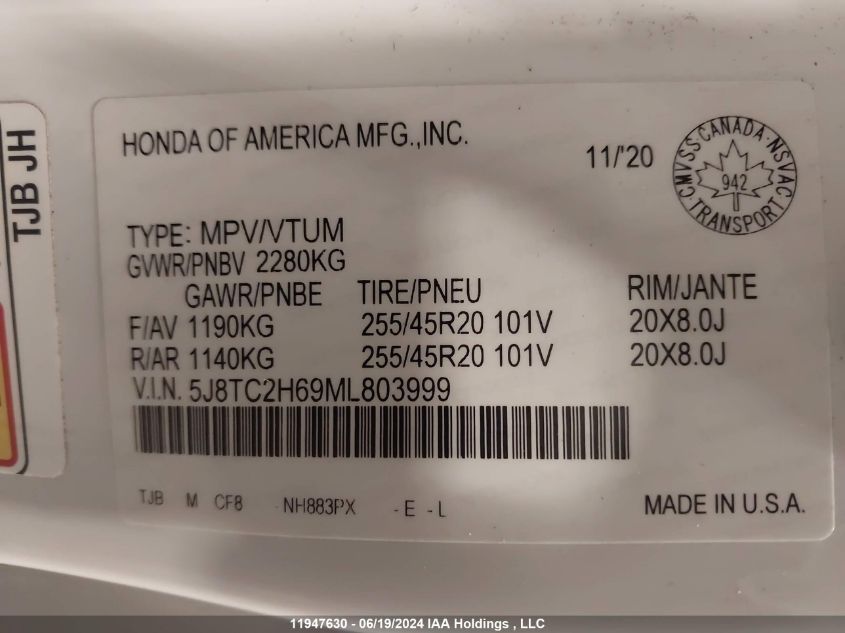 TJB JH
HONDA OF AMERICA MFG.,INC.
11/'20
CMVSS CANADA NSVAC
942
TRANSPORT
TYPE: MPV/VTUM
GVWR/PNBV 2280KG
GAWR/PNBE TIRE/PNEU RIM/JANTE
F/AV 1190KG 255/45R20 101V 20X8.0J
R/AR 1140KG 255/45R20 101V 20X8.0J
V.I.N. 5J8TC2H69ML803999
TJB M CF8 -NH883PX -E -L MADE IN U.S.A.
11947630 - 06/19/2024 IAA Holdings , LLC